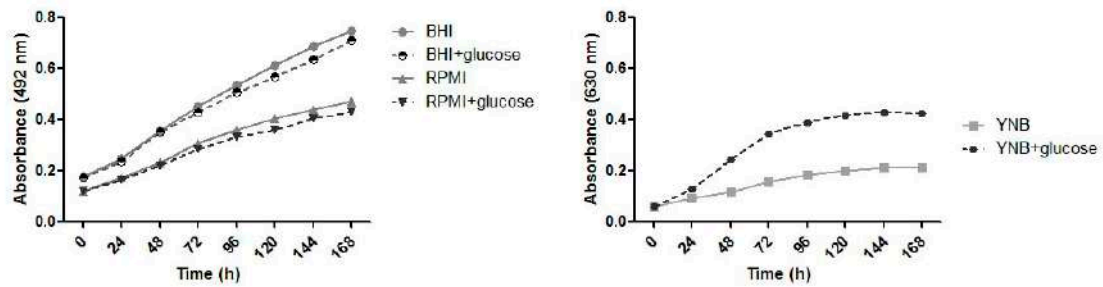 Absorbance (492 nm)
0.8
0.6
0.4
0.2
0.0
0 24 48 72 96 120 144 168
Time (h)
BHI
BHI+glucose
RPMI
RPMI+glucose
Absorbance (630 nm)
0.8
0.6
0.4
0.2
0.0
0 24 48 72 96 120 144 168
Time (h)
YNB
YNB+glucose